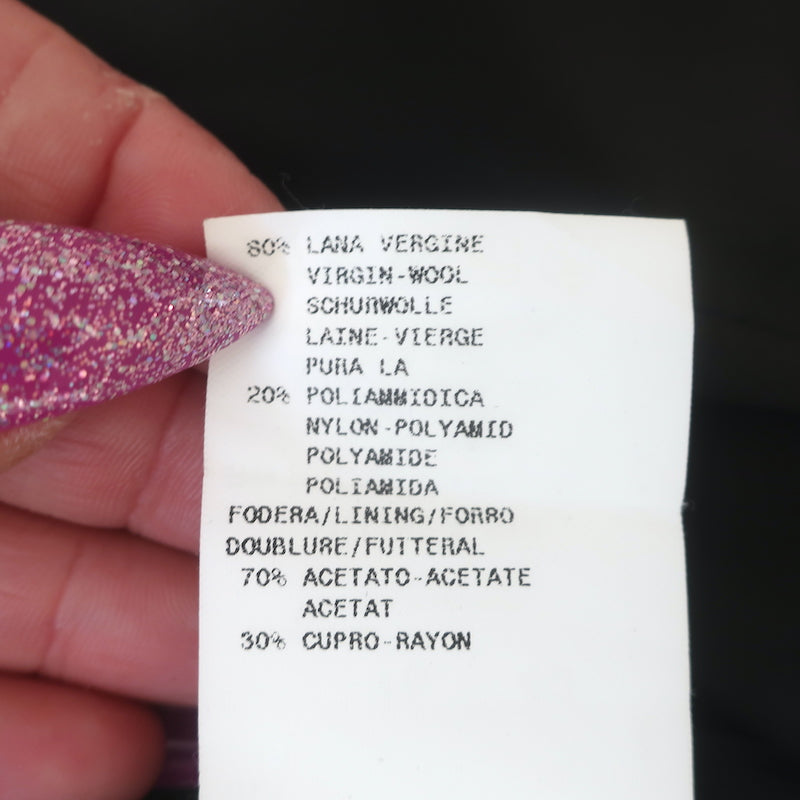 80% LANA VERGINE
VIRGIN-WOOL
SCHURWOLLE
LAINE-VIERGE
PURA LA
20% POLIAMMIDICA
NYLON-POLYAMID
POLYAMIDE
POLIAMIDA
FODERA/LINING/FORRO
DOUBLURE/FUTTERAL
70% ACETATO-ACETATE
ACETAT
30% CUPRO-RAYON